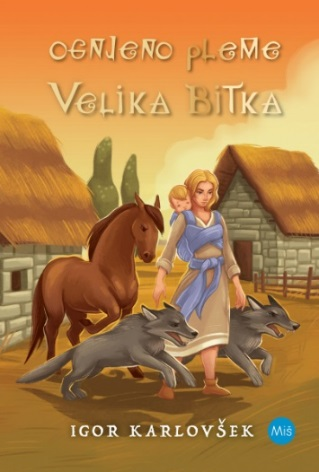 OGNJENO pLEME
VELIKA BITKA
IGOR KARLOVŠEK
Miš